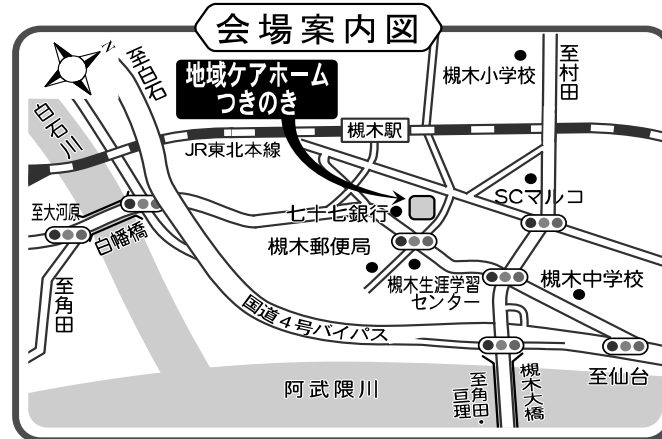 会場案内図
N
至白石
地域ケアホーム
つきのき
槻木小学校
至村田
白石川
槻木駅
JR東北本線
SCマルコ
至大河原
七十七銀行
白幡橋
槻木郵便局
槻木生涯学習
センター
槻木中学校
至角田
国道4号バイパス
至仙台
阿武隈川
至角田・
亘理
槻木大橋